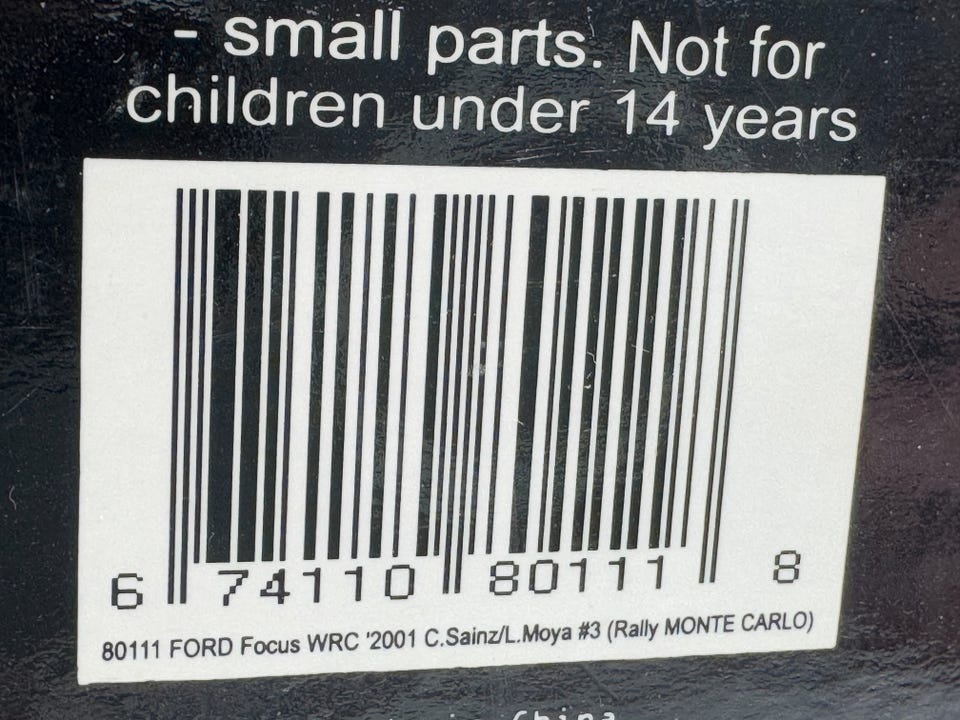 - small parts. Not for
children under 14 years
6 74110 80111 8
80111 FORD Focus WRC '2001 C.Sainz/L.Moya #3 (Rally MONTE CARLO)
China